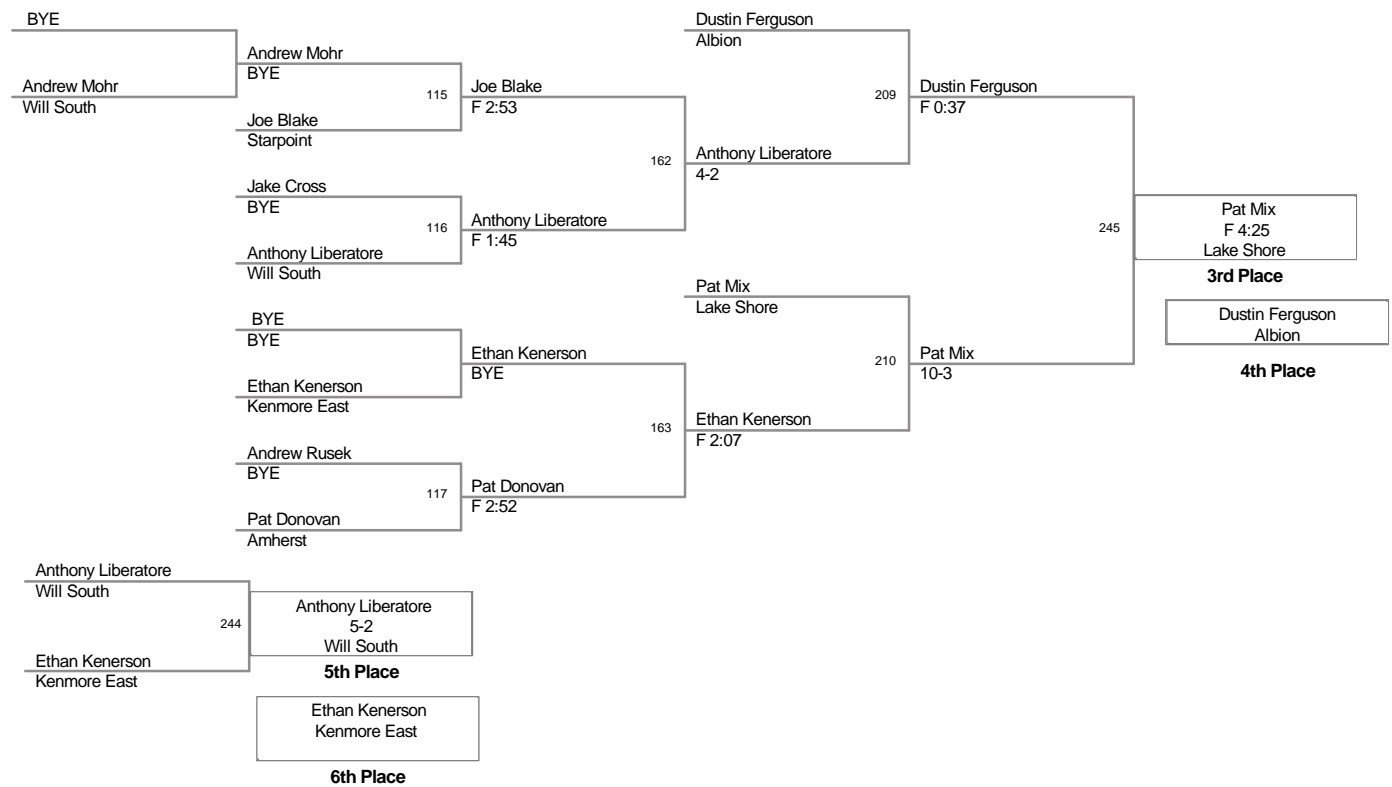 BYE
Andrew Mohr
Will South
Andrew Mohr
BYE
115
Joe Blake
Starpoint
Jake Cross
BYE
116
Anthony Liberatore
Will South
BYE
BYE
Ethan Kenerson
Kenmore East
Andrew Rusek
BYE
117
Pat Donovan
Amherst
Joe Blake
F 2:53
162
Anthony Liberatore
F 1:45
Ethan Kenerson
BYE
163
Pat Donovan
F 2:52
Dustin Ferguson
Albion
209
Anthony Liberatore
4-2
Pat Mix
Lake Shore
210
Ethan Kenerson
F 2:07
Dustin Ferguson
F 0:37
245
Pat Mix
10-3
Pat Mix
F 4:25
Lake Shore
3rd Place
Dustin Ferguson
Albion
4th Place
Anthony Liberatore
Will South
244
Ethan Kenerson
Kenmore East
Anthony Liberatore
5-2
Will South
5th Place
Ethan Kenerson
Kenmore East
6th Place